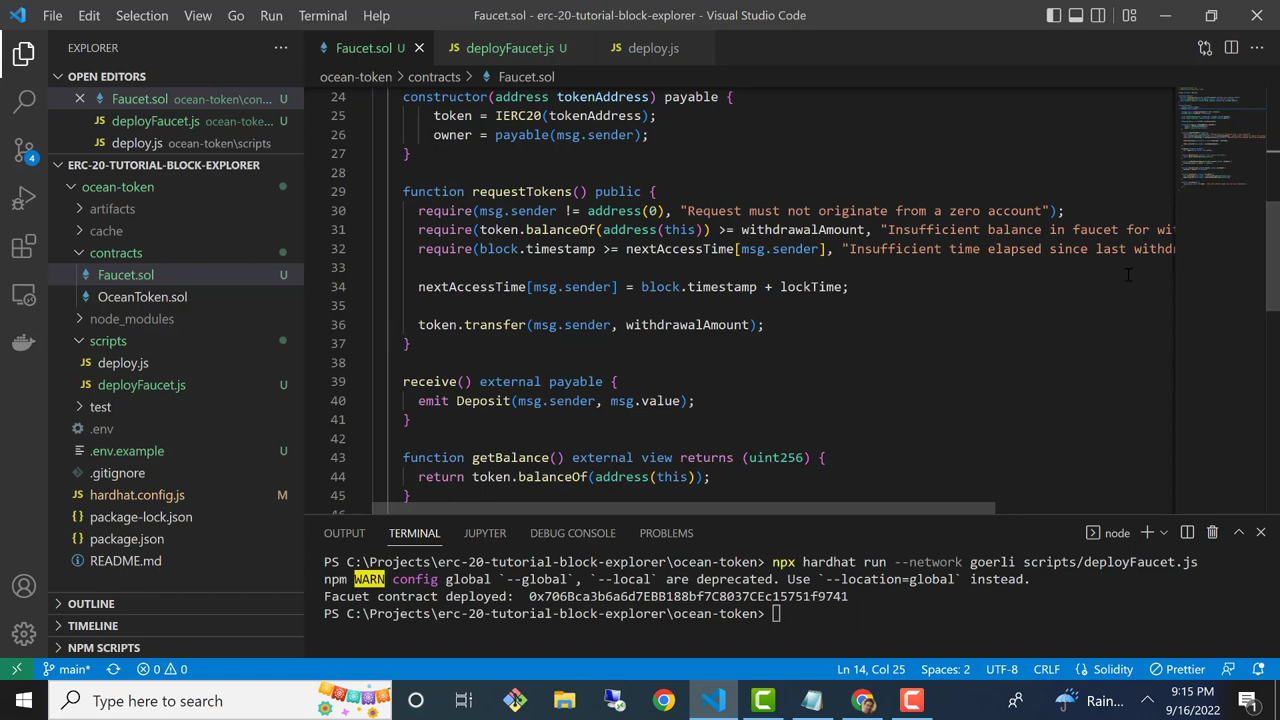 File Edit Selection View Go Run Terminal Help Faucet.sol - erc-20-tutorial-block-explorer - Visual Studio Code
EXPLORER
Faucet.sol U
deployFaucet.js U
deploy.js
OPEN EDITORS
ocean-token contracts Faucet.sol
Faucet.sol ocean-token\con... U
deployFaucet.js ocean-toke... U
deploy.js ocean-token\scripts
ERC-20-TUTORIAL-BLOCK-EXPLORER
ocean-token
artifacts
cache
contracts
Faucet.sol U
OceanToken.sol
node_modules
scripts
deploy.js
deployFaucet.js U
test
.env
.env.example U
.gitignore
hardhat.config.js M
package-lock.json
package.json
README.md
OUTLINE
TIMELINE
NPM SCRIPTS
4
24 constructor(address tokenAddress) payable {
25 token = IERC20(tokenAddress);
26 owner = payable(msg.sender);
27 }
28
29 function requestTokens() public {
30 require(msg.sender != address(0), "Request must not originate from a zero account");
31 require(token.balanceOf(address(this)) >= withdrawalAmount, "Insufficient balance in faucet for wit
32 require(block.timestamp >= nextAccessTime[msg.sender], "Insufficient time elapsed since last withdr
33
34 nextAccessTime[msg.sender] = block.timestamp + lockTime;
35
36 token.transfer(msg.sender, withdrawalAmount);
37 }
38
39 receive() external payable {
40 emit Deposit(msg.sender, msg.value);
41 }
42
43 function getBalance() external view returns (uint256) {
44 return token.balanceOf(address(this));
45 }
OUTPUT TERMINAL JUPYTER DEBUG CONSOLE PROBLEMS node
PS C:\Projects\erc-20-tutorial-block-explorer\ocean-token> npx hardhat run --network goerli scripts/deployFaucet.js
npm WARN config global `--global`, `--local` are deprecated. Use `--location=global` instead.
Facuet contract deployed: 0x706Bca3b6a6d7EBB188bf7C8037CEc15751f9741
PS C:\Projects\erc-20-tutorial-block-explorer\ocean-token>
main* 0 0 Ln 14, Col 25 Spaces: 2 UTF-8 CRLF Solidity Prettier
Type here to search
Rain...
9:15 PM
9/16/2022
1